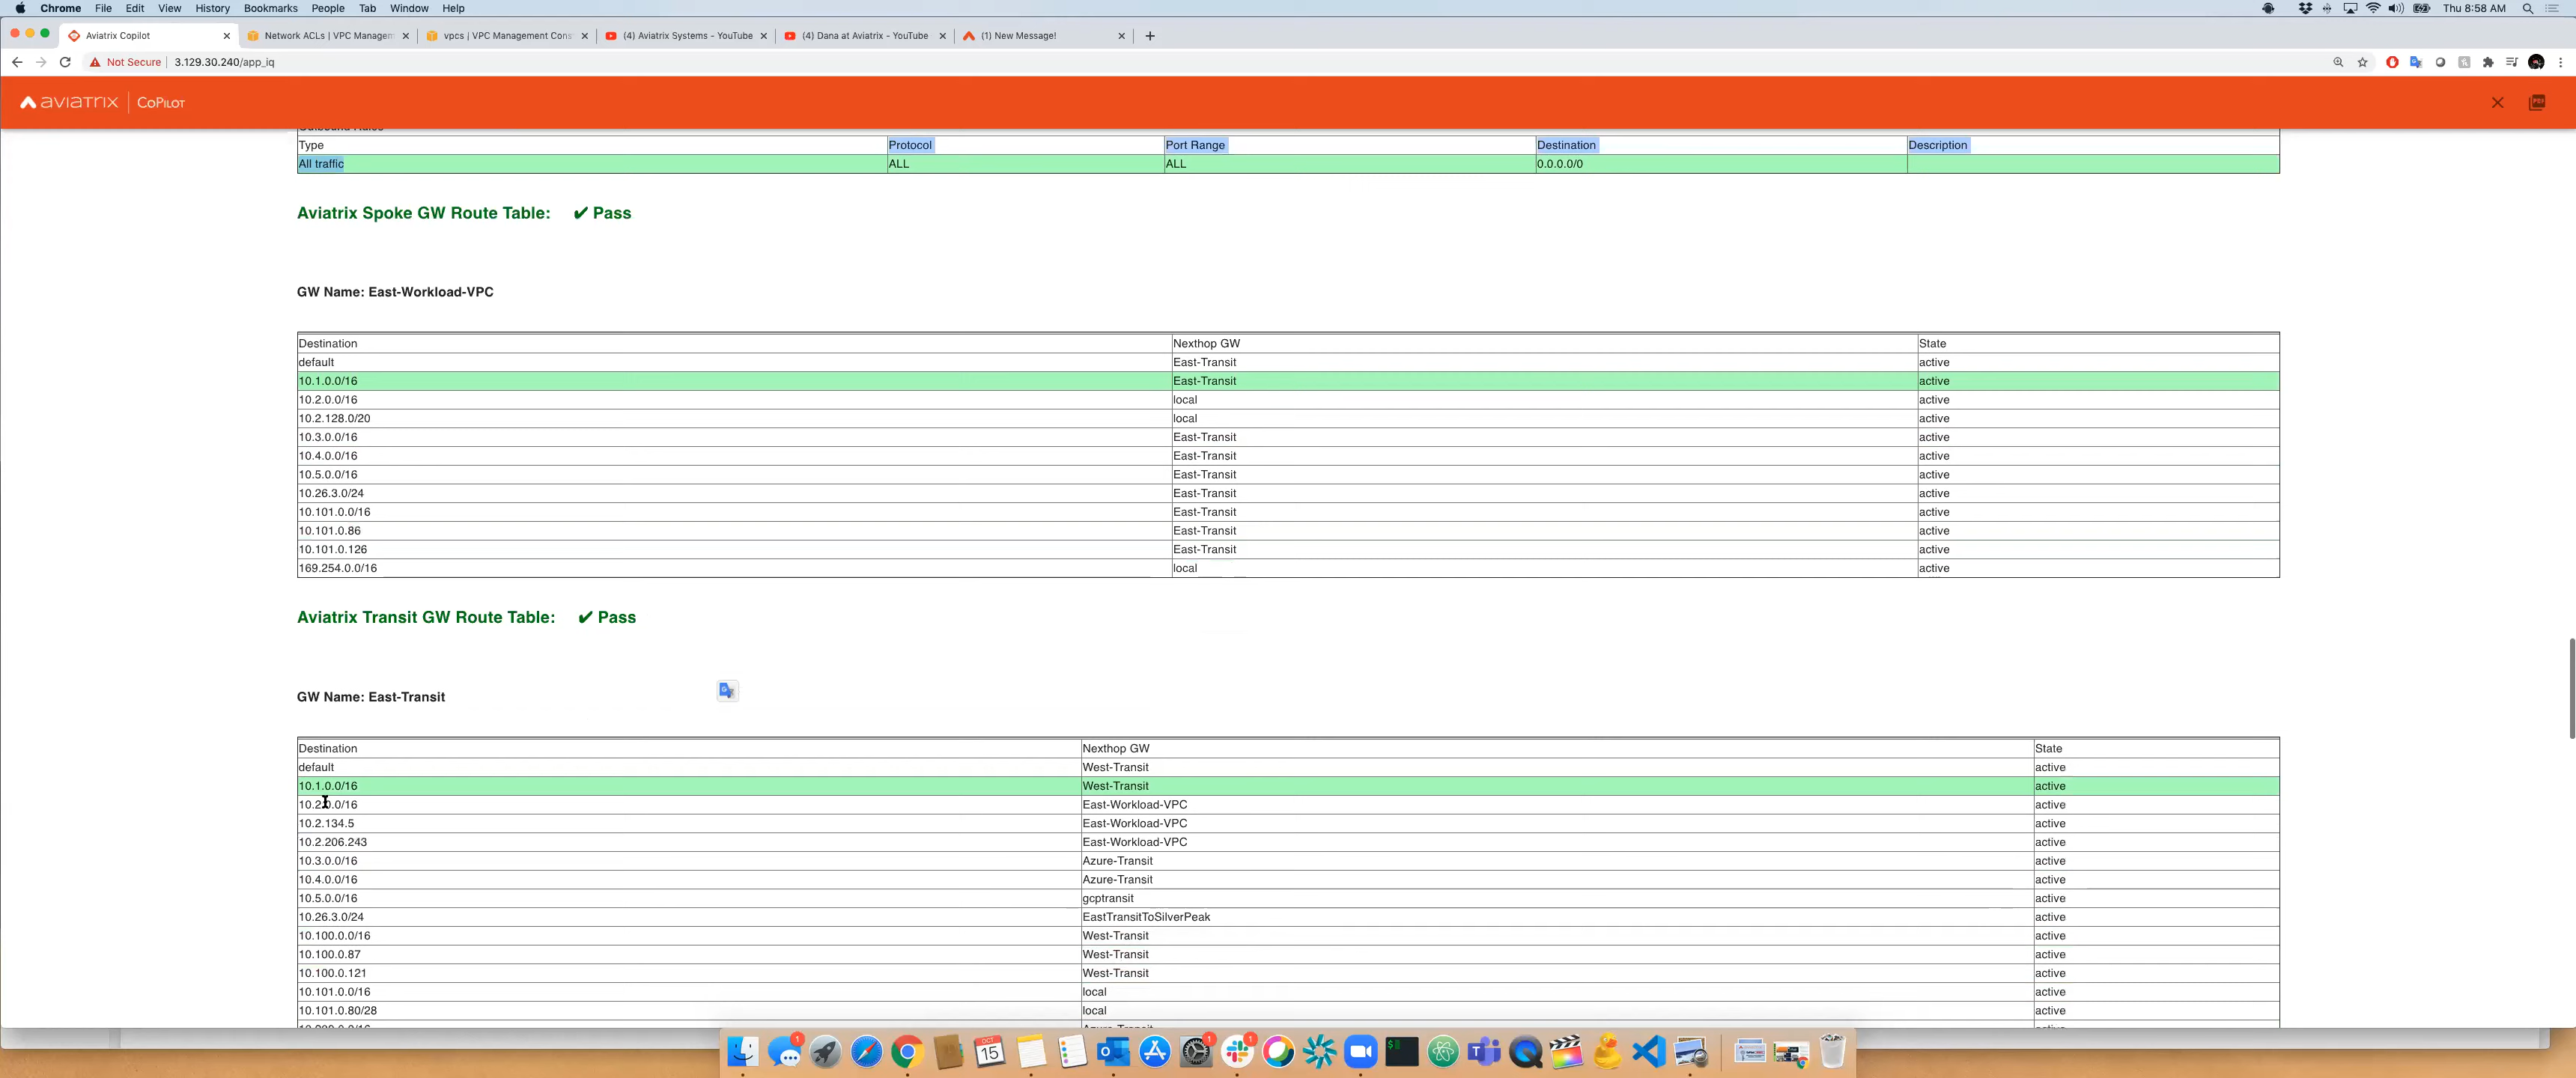 Chrome File Edit View History Bookmarks People Tab Window Help Thu 8:58 AM
Aviatrix Copilot Network ACLs | VPC Managem vpcs | VPC Management Cons (4) Aviatrix Systems - YouTube (4) Dana at Aviatrix - YouTube (1) New Message!
Not Secure 3.129.30.240/app_iq
aviatrix CoPilot
Type Protocol Port Range Destination Description
All traffic ALL ALL 0.0.0.0/0
Aviatrix Spoke GW Route Table: ✔ Pass
GW Name: East-Workload-VPC
Destination Nexthop GW State
default East-Transit active
10.1.0.0/16 East-Transit active
10.2.0.0/16 local active
10.2.128.0/20 local active
10.3.0.0/16 East-Transit active
10.4.0.0/16 East-Transit active
10.5.0.0/16 East-Transit active
10.26.3.0/24 East-Transit active
10.101.0.0/16 East-Transit active
10.101.0.86 East-Transit active
10.101.0.126 East-Transit active
169.254.0.0/16 local active
Aviatrix Transit GW Route Table: ✔ Pass
GW Name: East-Transit
Destination Nexthop GW State
default West-Transit active
10.1.0.0/16 West-Transit active
10.2.0.0/16 East-Workload-VPC active
10.2.134.5 East-Workload-VPC active
10.2.206.243 East-Workload-VPC active
10.3.0.0/16 Azure-Transit active
10.4.0.0/16 Azure-Transit active
10.5.0.0/16 gcptransit active
10.26.3.0/24 EastTransitToSilverPeak active
10.100.0.0/16 West-Transit active
10.100.0.87 West-Transit active
10.100.0.121 West-Transit active
10.101.0.0/16 local active
10.101.80/28 local active